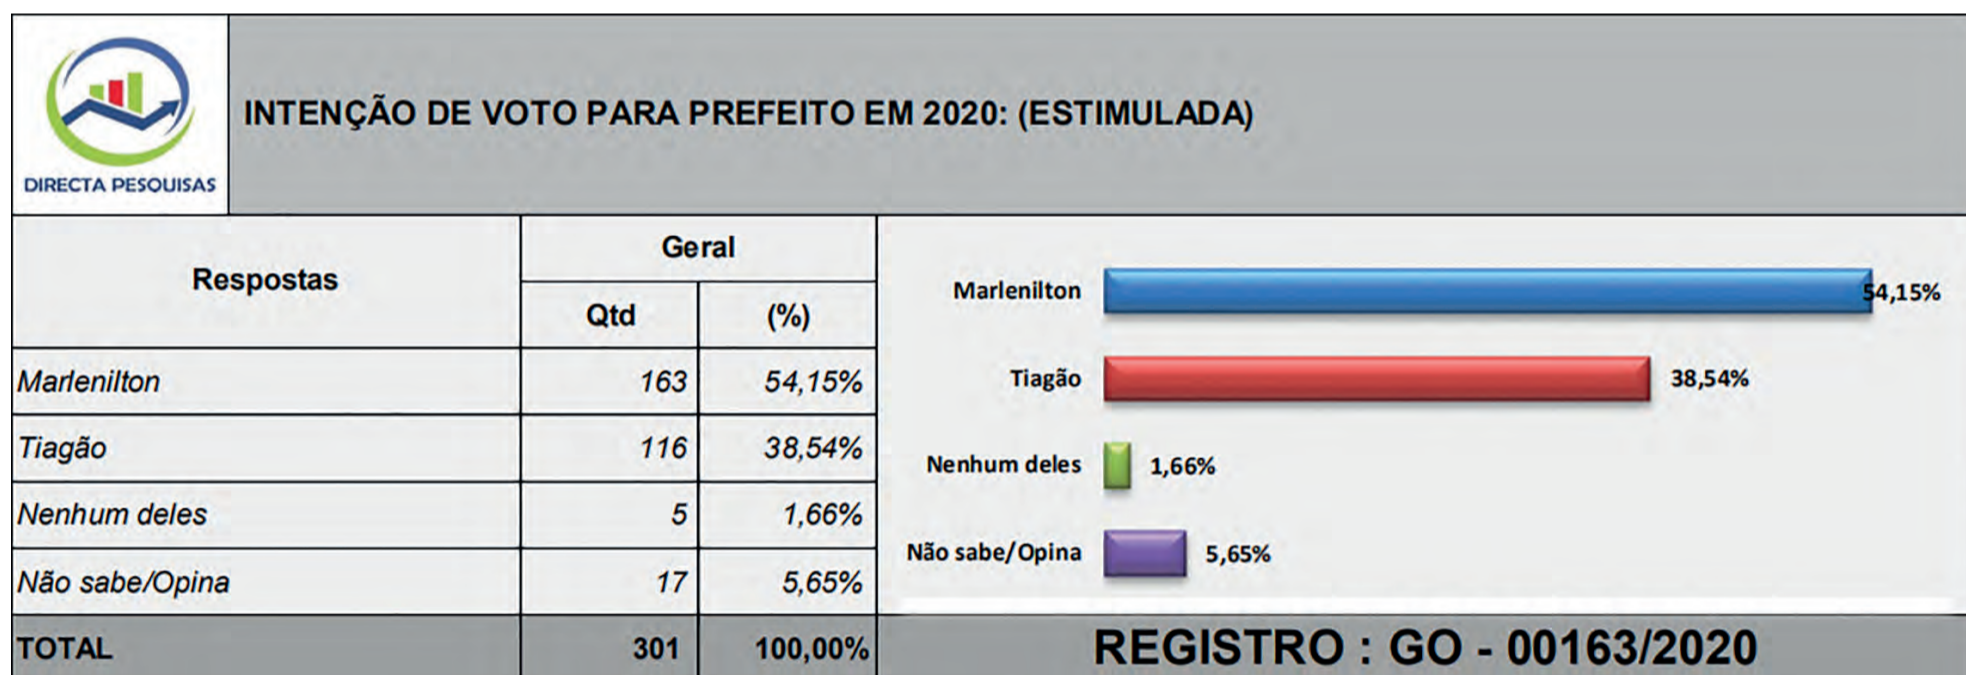 DIRECTA PESQUISAS
INTENÇÃO DE VOTO PARA PREFEITO EM 2020: (ESTIMULADA)
Respostas
Geral
Qtd (%)
Marlenilton 163 54,15%
Tiagão 116 38,54%
Nenhum deles 5 1,66%
Não sabe/Opina 17 5,65%
TOTAL 301 100,00%
Marlenilton 54,15%
Tiagão 38,54%
Nenhum deles 1,66%
Não sabe/Opina 5,65%
REGISTRO : GO - 00163/2020